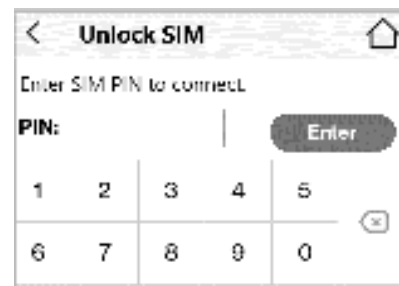 Unlock SIM
Enter SIM PIN to connect.
PIN:
Enter
1 2 3 4 5
6 7 8 9 0